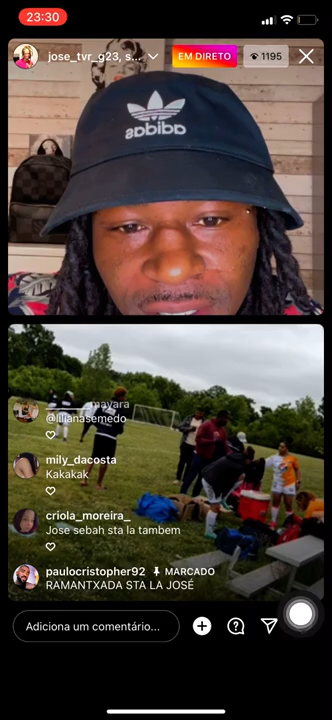 23:30
jose_tvr_g23, s...
EM DIRETO
1195
adidas
mayara
@lilianasemedo
mily_dacosta
Kakakak
criola_moreira_
Jose sebah sta la tambem
paulocristopher92 MARCADO
RAMANTXADA STA LA JOSÉ
Adiciona um comentário...